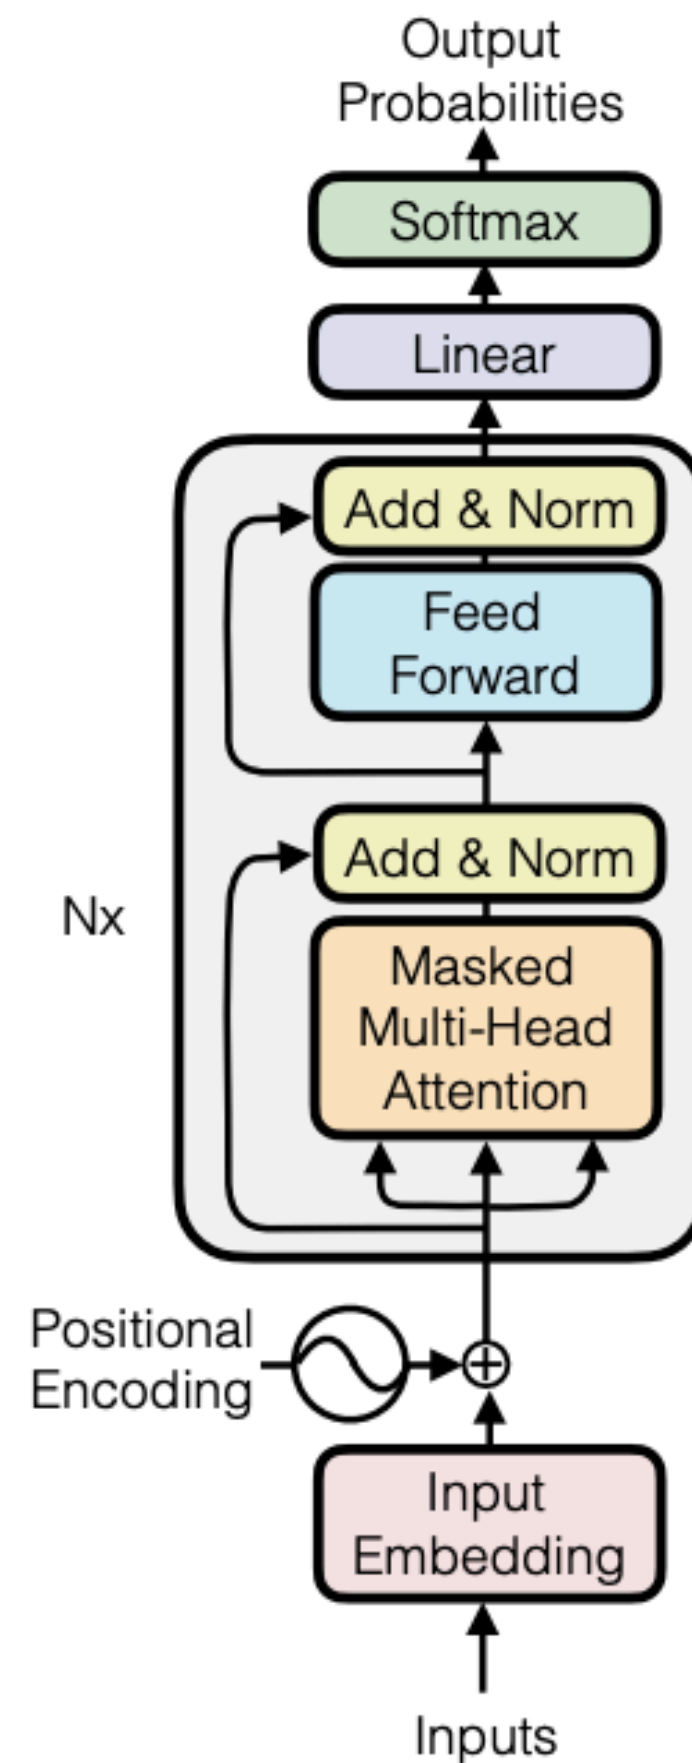 Output
Probabilities
Softmax
Linear
Add & Norm
Feed
Forward
Add & Norm
Nx
Masked
Multi-Head
Attention
Positional
Encoding
Input
Embedding
Inputs